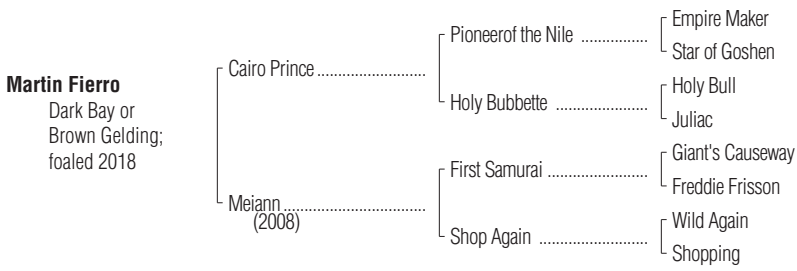 Martin Fierro
Dark Bay or
Brown Gelding;
foaled 2018
Cairo Prince ..........................
Meiann ..................................
(2008)
Pioneerof the Nile ................
Holy Bubbette ......................
First Samurai ........................
Shop Again ..........................
Empire Maker
Star of Goshen
Holy Bull
Juliac
Giant's Causeway
Freddie Frisson
Wild Again
Shopping